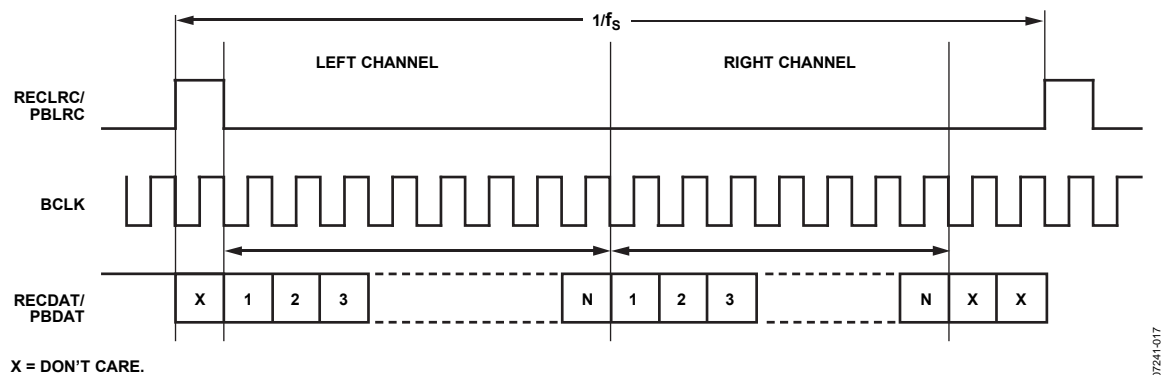 1/fS
LEFT CHANNEL
RIGHT CHANNEL
RECLRC/
PBLRC
BCLK
RECDAT/
PBDAT
X 1 2 3 N 1 2 3 N X X
X = DON'T CARE.
07241-017